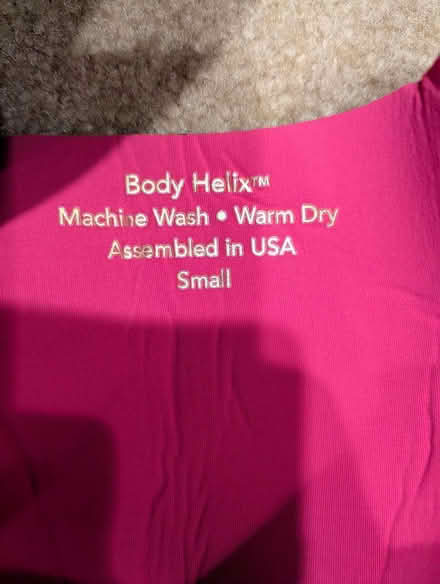 Body Helix™
Machine Wash • Warm Dry
Assembled in USA
Small